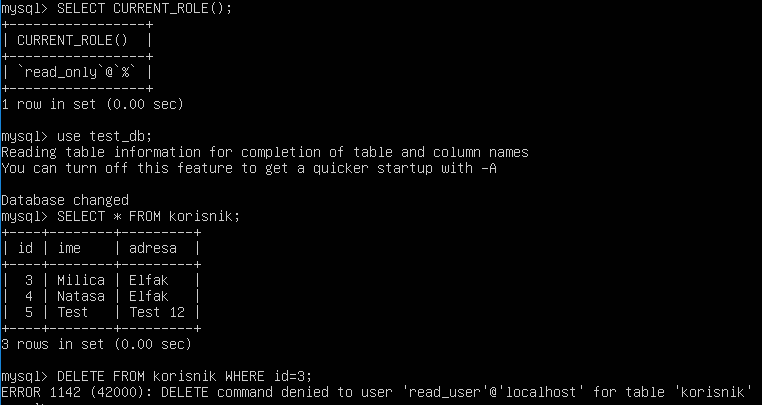 mysql> SELECT CURRENT_ROLE();
+-----------------+
| CURRENT_ROLE()  |
+-----------------+
| `read_only`@`%` |
+-----------------+
1 row in set (0.00 sec)
mysql> use test_db;
Reading table information for completion of table and column names
You can turn off this feature to get a quicker startup with -A
Database changed
mysql> SELECT * FROM korisnik;
+----+--------+---------+
| id | ime    | adresa  |
+----+--------+---------+
|  3 | Milica | Elfak   |
|  4 | Natasa | Elfak   |
|  5 | Test   | Test 12 |
+----+--------+---------+
3 rows in set (0.00 sec)
mysql> DELETE FROM korisnik WHERE id=3;
ERROR 1142 (42000): DELETE command denied to user 'read_user'@'localhost' for table 'korisnik'